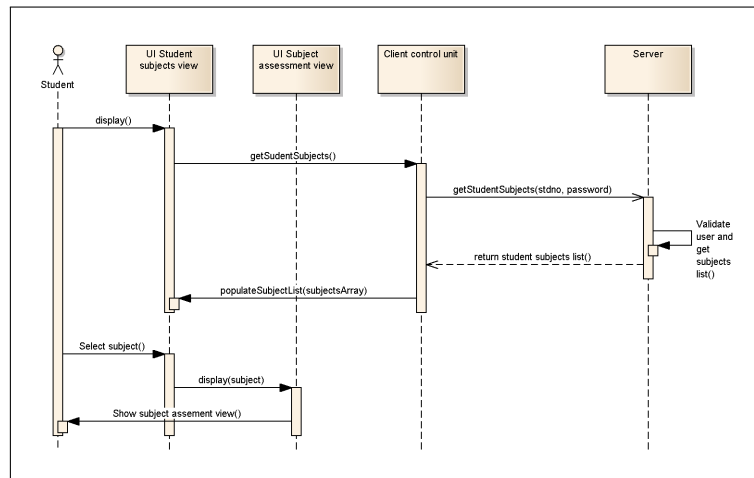 Student
UI Student
subjects view
UI Subject
assessment view
Client control unit
Server
display()
getSudentSubjects()
getStudentSubjects(stdno, password)
Validate
user and
get
subjects
list()
return student subjects list()
populateSubjectList(subjectsArray)
Select subject()
display(subject)
Show subject assement view()